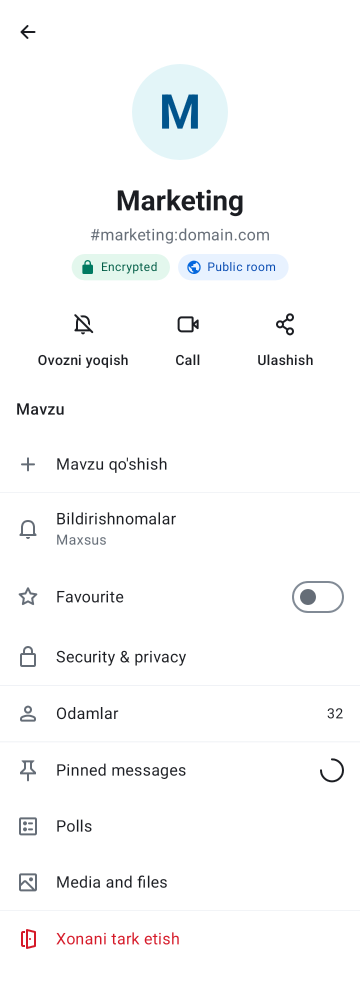 M
Marketing
#marketing:domain.com
Encrypted
Public room
Ovozni yoqish
Call
Ulashish
Mavzu
Mavzu qo'shish
Bildirishnomalar
Maxsus
Favourite
Security & privacy
Odamlar
32
Pinned messages
Polls
Media and files
Xonani tark etish